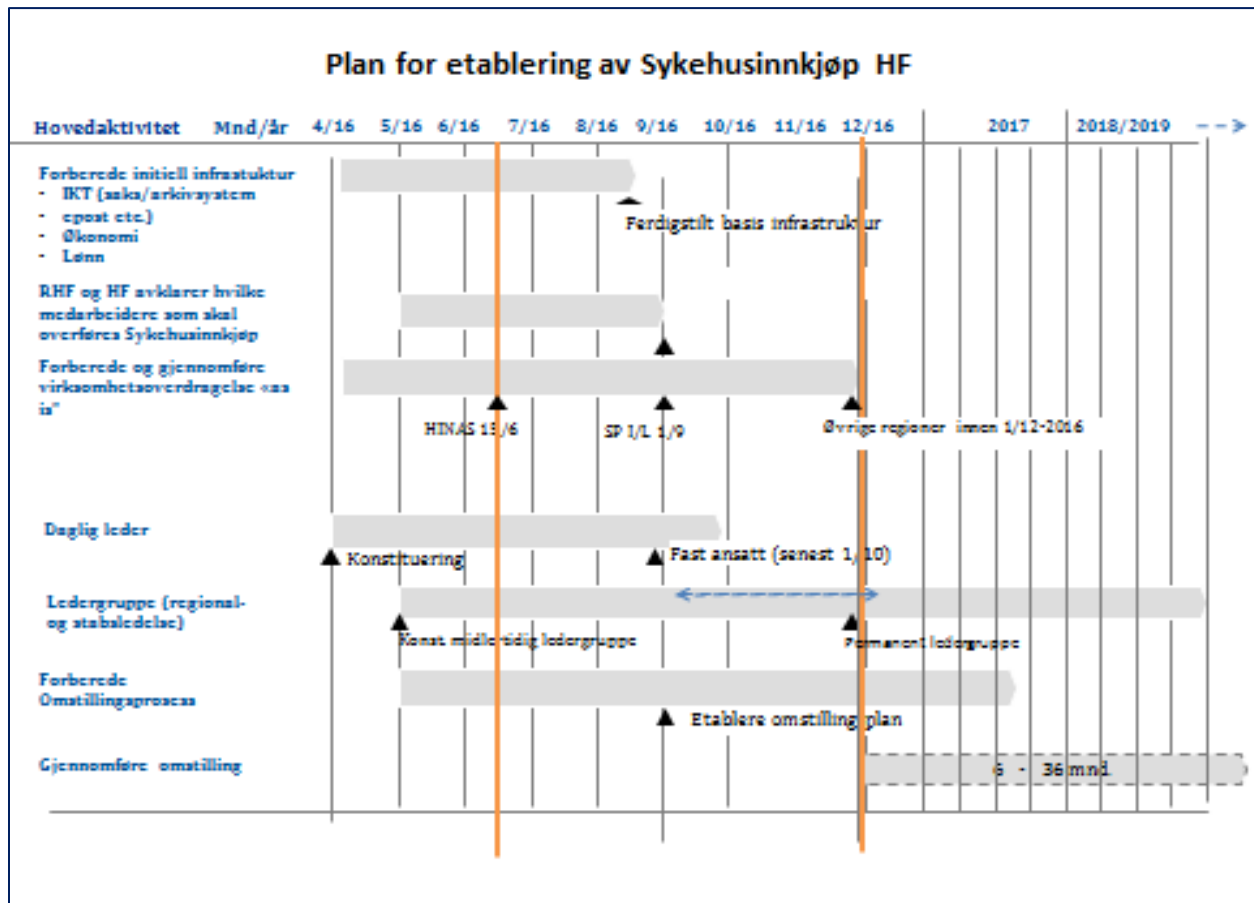 Plan for etablering av Sykehusinnkjøp HF
Hovedaktivitet Mnd/år 4/16 5/16 6/16 7/16 8/16 9/16 10/16 11/16 12/16 2017 2018/2019
Forberede initiell infrastuktur
- IKT (saks/arkivsystem
- epost etc.)
- Økonomi
- Lønn
Ferdigstilt basis infrastruktur
RHF og HF avklarer hvilke
medarbeidere som skal
overføres Sykehusinnkjøp
Forberede og gjennomføre
virksomhetsoverdragelse «as
is"
HINAS 15/6
SP I/L 1/9
Øvrige regioner innen 1/12-2016
Daglig leder
Konstituering
Fast ansatt (senest 1/10)
Ledergruppe (regional-
og stabsledelse)
Konst midlertidig ledergruppe
Permanent ledergruppe
Forberede
Omstillingsprosess
Etablere omstilling plan
Gjennomføre omstilling
6 - 36 mnd.